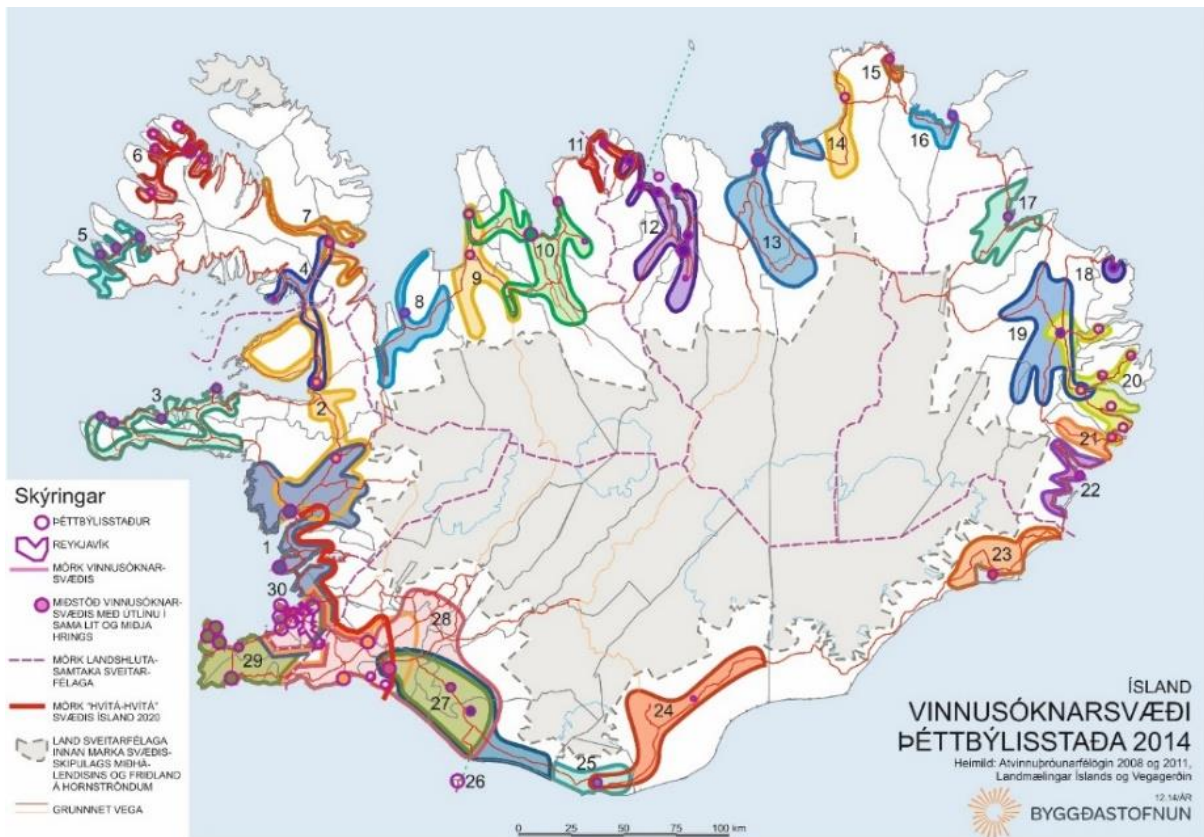 15
6
11
14
16
7
5
12
17
4
10
13
8
9
18
19
3
20
2
21
22
23
1
30
28
29
27
24
25
26
Skýringar
ÞÉTTBÝLISSTAÐUR
REYKJAVÍK
MÖRK VINNUSÓKNAR-
SVÆÐIS
MIÐSTÖÐ VINNUSÓKNAR-
SVÆÐIS MEÐ ÚTLÍNU Í
SAMA LIT OG MIÐJA
HRINGS
MÖRK LANDSHLUTA-
SAMTAKA SVEITAR-
FÉLAGA
MÖRK "HVÍTÁ-HVÍTÁ"
SVÆÐIS ÍSLAND 2020
LAND SVEITARFÉLAGA
INNAN MARKA SVÆÐIS-
SKIPULAGS MIÐHÁ-
LENDISINS OG FRIÐLAND
Á HORNSTRÖNDUM
GRUNNNET VEGA
ÍSLAND
VINNUSÓKNARSVÆÐI
ÞÉTTBÝLISSTAÐA 2014
Heimild: Atvinnuþróunarfélögin 2008 og 2011,
Landmælingar Íslands og Vegagerðin
12.14/ÁR
BYGGÐASTOFNUN
0 25 50 75 100 km